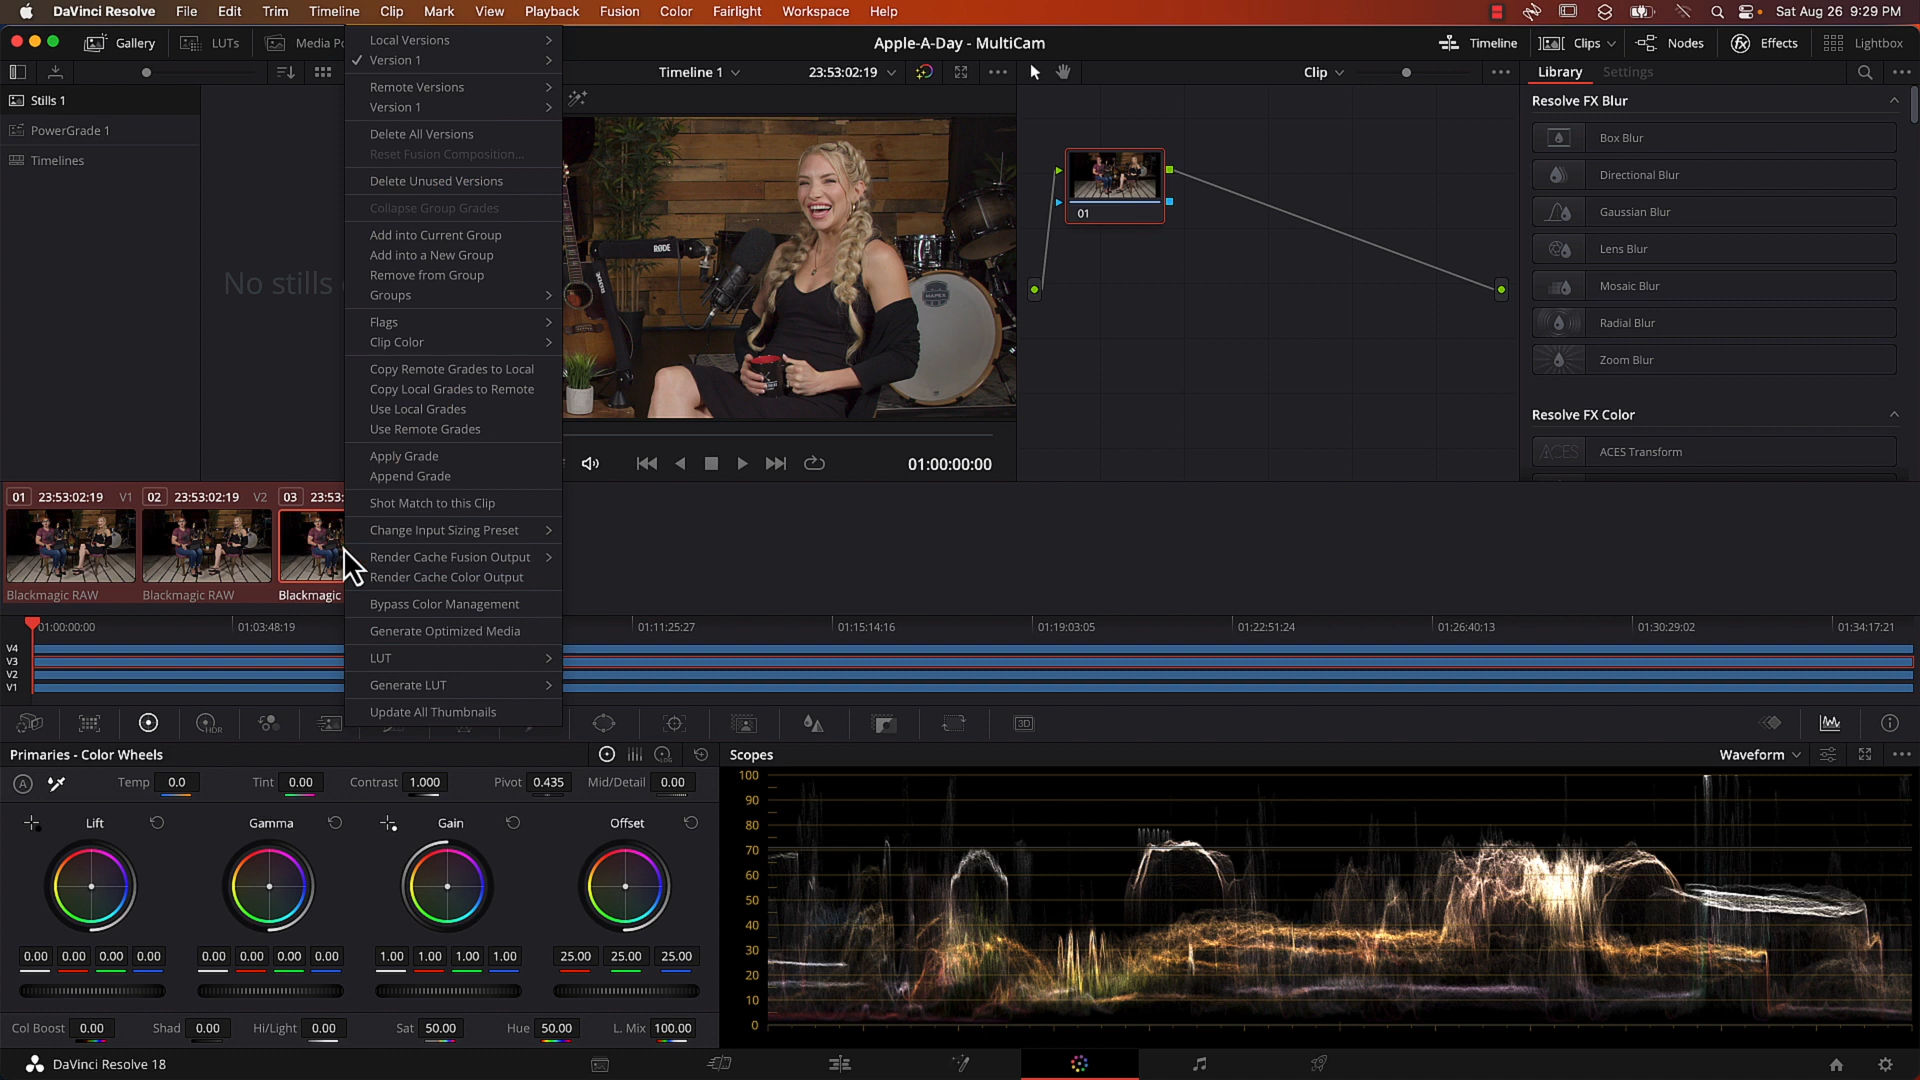 DaVinci Resolve File Edit Trim Timeline Clip Mark View Playback Fusion Color Fairlight Workspace Help Sat Aug 26 9:29 PM
Gallery LUTs Media Po Apple-A-Day - MultiCam Timeline Clips Nodes Effects Lightbox
Timeline 1 23:53:02:19 Clip Library Settings
Stills 1
PowerGrade 1
Timelines
No stills
Local Versions
Version 1
Remote Versions
Version 1
Delete All Versions
Reset Fusion Composition...
Delete Unused Versions
Collapse Group Grades
Add into Current Group
Add into a New Group
Remove from Group
Groups
Flags
Clip Color
Copy Remote Grades to Local
Copy Local Grades to Remote
Use Local Grades
Use Remote Grades
Apply Grade
Append Grade
Shot Match to this Clip
Change Input Sizing Preset
Render Cache Fusion Output
Render Cache Color Output
Bypass Color Management
Generate Optimized Media
LUT
Generate LUT
Update All Thumbnails
RØDE
MAPEX
01:00:00:00
01
Resolve FX Blur
Box Blur
Directional Blur
Gaussian Blur
Lens Blur
Mosaic Blur
Radial Blur
Zoom Blur
Resolve FX Color
ACES ACES Transform
01 23:53:02:19 V1 02 23:53:02:19 V2 03 23:53:
Blackmagic RAW Blackmagic RAW Blackmagic
01:00:00:00 01:03:48:19 01:11:25:27 01:15:14:16 01:19:03:05 01:22:51:24 01:26:40:13 01:30:29:02 01:34:17:21
V4
V3
V2
V1
HDR 3D
Primaries - Color Wheels LOG
A Temp 0.0 Tint 0.00 Contrast 1.000 Pivot 0.435 Mid/Detail 0.00
Lift Gamma Gain Offset
0.00 0.00 0.00 0.00 0.00 0.00 0.00 0.00 1.00 1.00 1.00 1.00 25.00 25.00 25.00
Col Boost 0.00 Shad 0.00 Hi/Light 0.00 Sat 50.00 Hue 50.00 L. Mix 100.00
Scopes Waveform
100
90
80
70
60
50
40
30
20
10
0
DaVinci Resolve 18